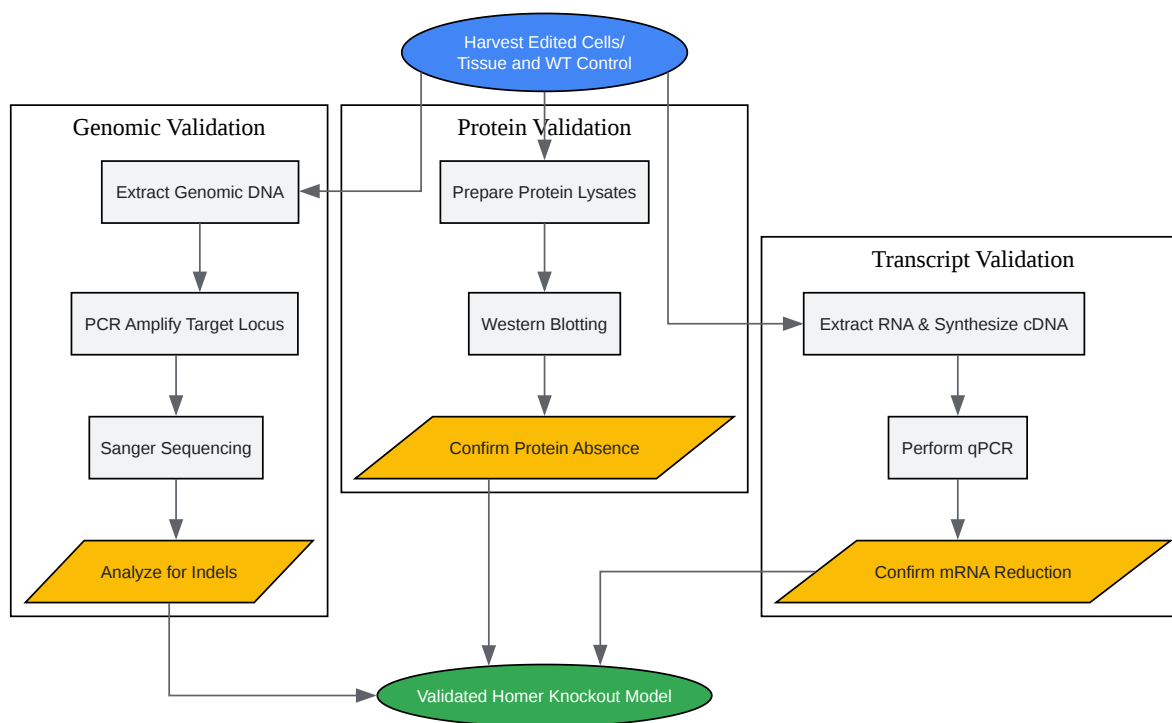 Harvest Edited Cells/
Tissue and WT Control
Genomic Validation
Extract Genomic DNA
PCR Amplify Target Locus
Sanger Sequencing
Analyze for Indels
Protein Validation
Prepare Protein Lysates
Western Blotting
Confirm Protein Absence
Transcript Validation
Extract RNA & Synthesize cDNA
Perform qPCR
Confirm mRNA Reduction
Validated Homer Knockout Model